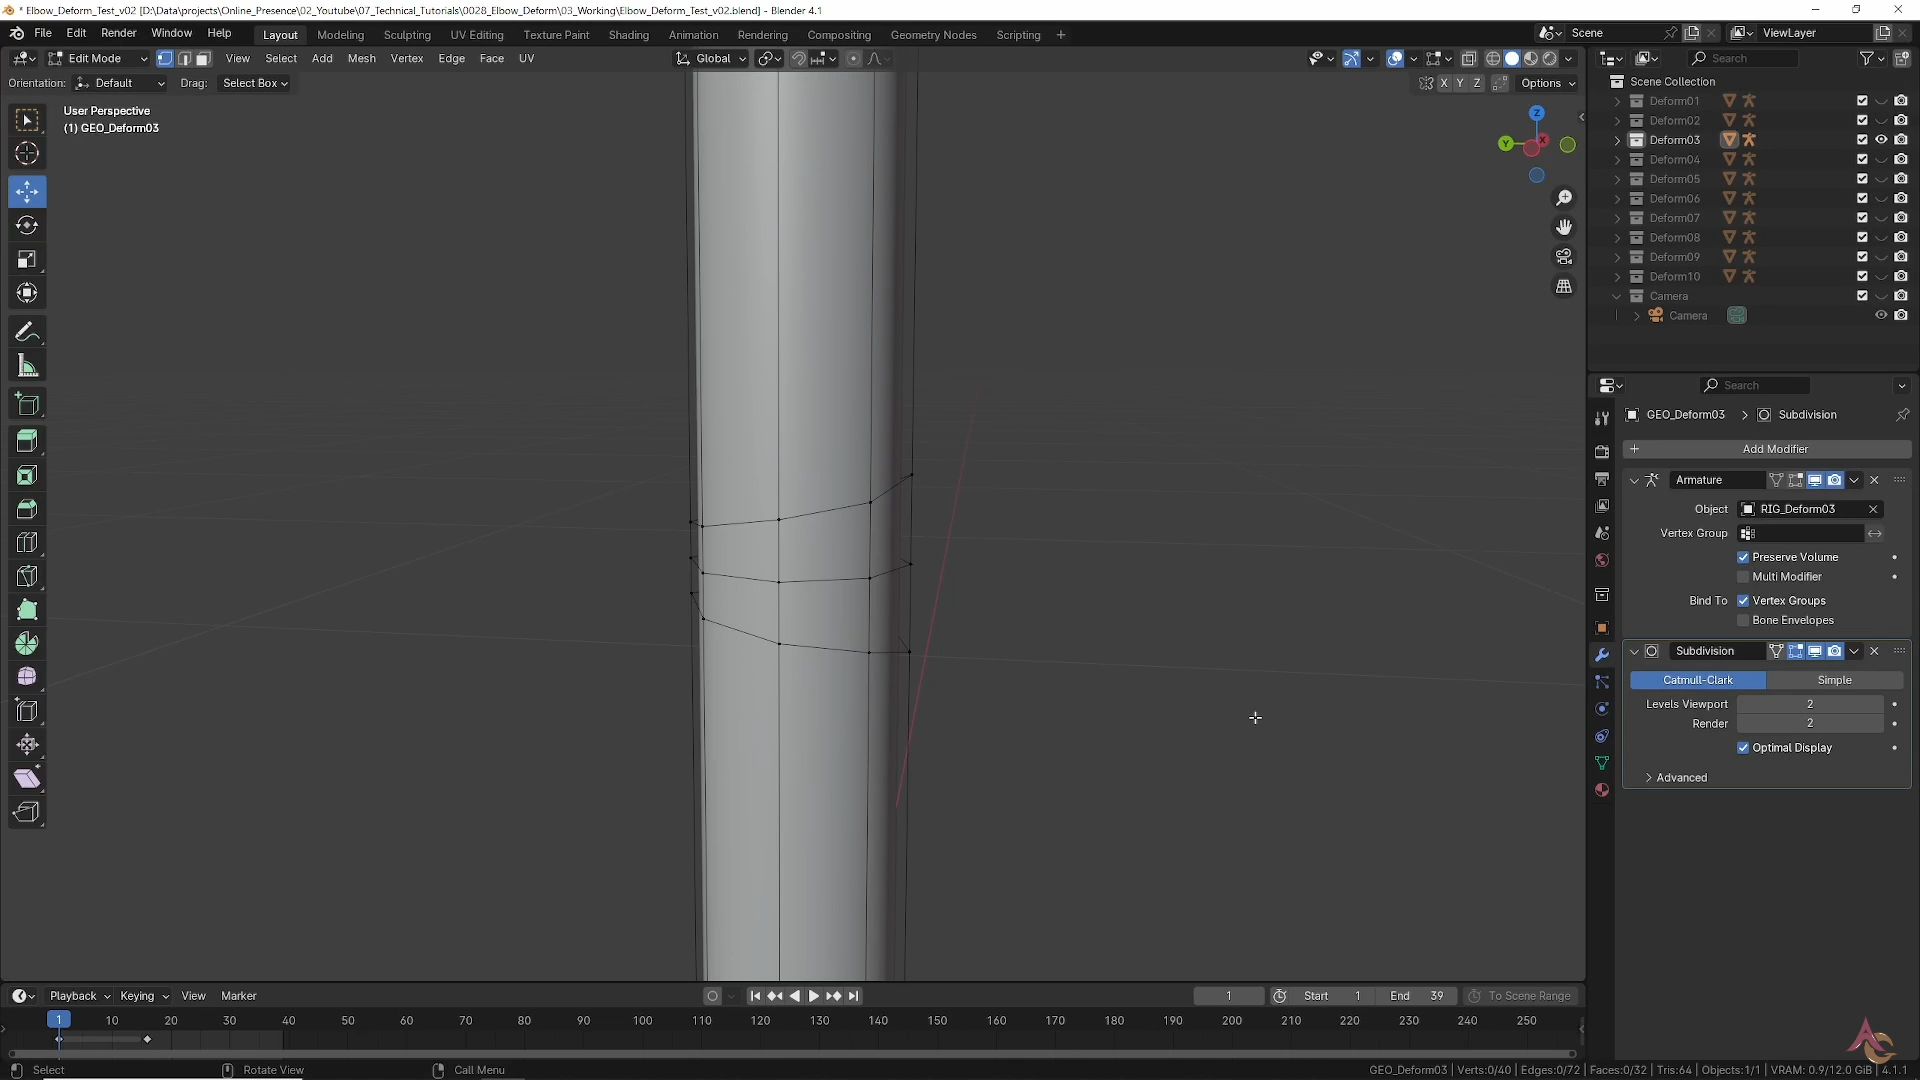 * Elbow_Deform_Test_v02 [D:\Data\projects\Online_Presence\02_Youtube\07_Technical_Tutorials\0028_Elbow_Deform\03_Working\Elbow_Deform_Test_v02.blend] - Blender 4.1
File Edit Render Window Help Layout Modeling Sculpting UV Editing Texture Paint Shading Animation Rendering Compositing Geometry Nodes Scripting + Scene ViewLayer
Edit Mode View Select Add Mesh Vertex Edge Face UV Global Search
Orientation: Default Drag: Select Box X Y Z Options
Scene Collection
User Perspective
(1) GEO_Deform03
Z
Y
X
Deform01
Deform02
Deform03
Deform04
Deform05
Deform06
Deform07
Deform08
Deform09
Deform10
Camera
Camera
Search
GEO_Deform03 > Subdivision
+ Add Modifier
Armature
Object RIG_Deform03
Vertex Group
Preserve Volume
Multi Modifier
Bind To Vertex Groups
Bone Envelopes
Subdivision
Catmull-Clark Simple
Levels Viewport 2
Render 2
Optimal Display
Advanced
Playback Keying View Marker 1 Start 1 End 39 To Scene Range
1 10 20 30 40 50 60 70 80 90 100 110 120 130 140 150 160 170 180 190 200 210 220 230 240 250
Select Rotate View Call Menu GEO_Deform03 | Verts:0/40 | Edges:0/72 | Faces:0/32 | Tris:64 | Objects:1/1 | VRAM: 0.9/12.0 GiB | 4.1.1